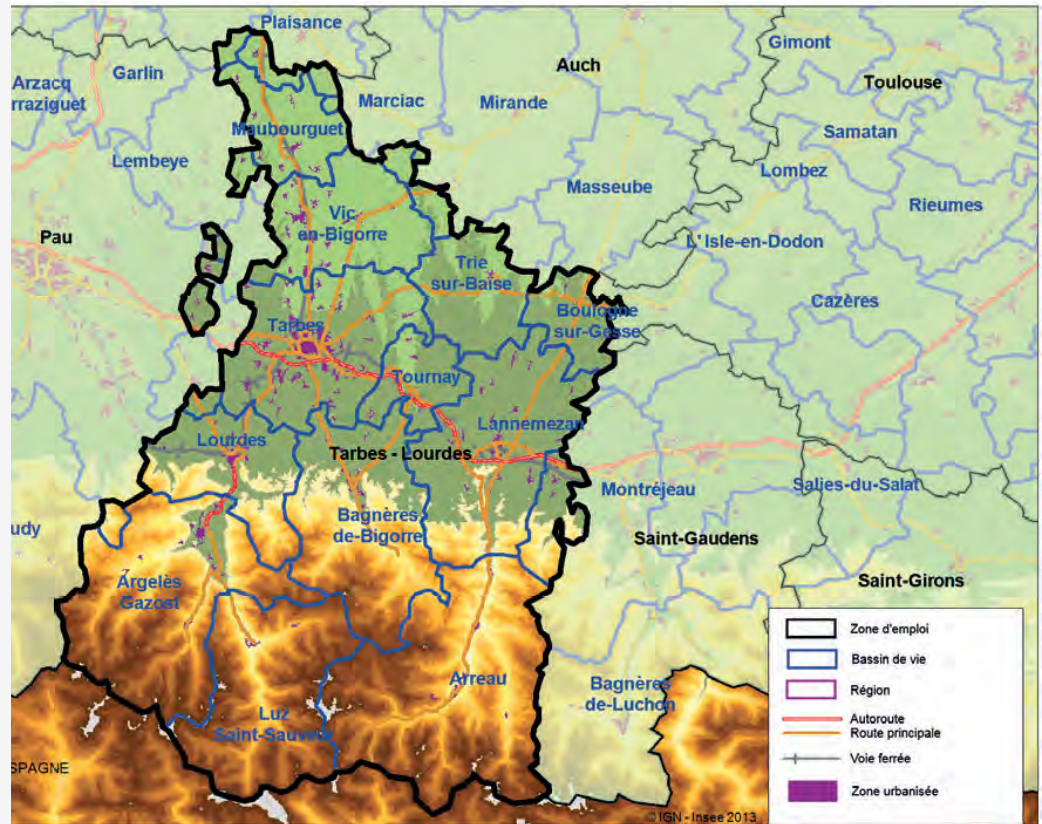 Plaisance
Gimont
Garlin
Auch
Toulouse
Arzacq
rraziguet
Marciac
Mirande
Maubourguet
Samatan
Lembeye
Lombez
Masseube
Rieumes
Vic
en-Bigorre
Pau
L'Isle-en-Dodon
Trie
sur-Baise
Cazères
Boulogne
sur-Gesse
Tarbes
Tournay
Lannemezan
Lourdes
Tarbes - Lourdes
Montréjeau
Salies-du-Salat
Bagnères
de-Bigorre
udy
Saint-Gaudens
Argelès
Gazost
Saint-Girons
Arreau
Bagnères
de-Luchon
Luz
Saint-Sauveur
SPAGNE
Zone d'emploi
Bassin de vie
Région
Autoroute
Route principale
Voie ferrée
Zone urbanisée
© IGN - Insee 2013